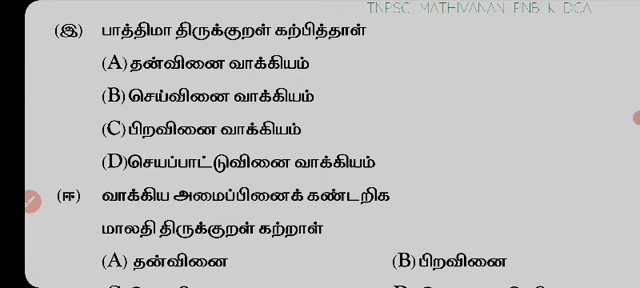 TNPSC MATHIVANAN PNB K DCA
(இ) பாத்திமா திருக்குறள் கற்பித்தாள்
(A) தன்வினை வாக்கியம்
(B) செய்வினை வாக்கியம்
(C) பிறவினை வாக்கியம்
(D)செயப்பாட்டுவினை வாக்கியம்
(ஈ) வாக்கிய அமைப்பினைக் கண்டறிக
மாலதி திருக்குறள் கற்றாள்
(A) தன்வினை (B) பிறவினை